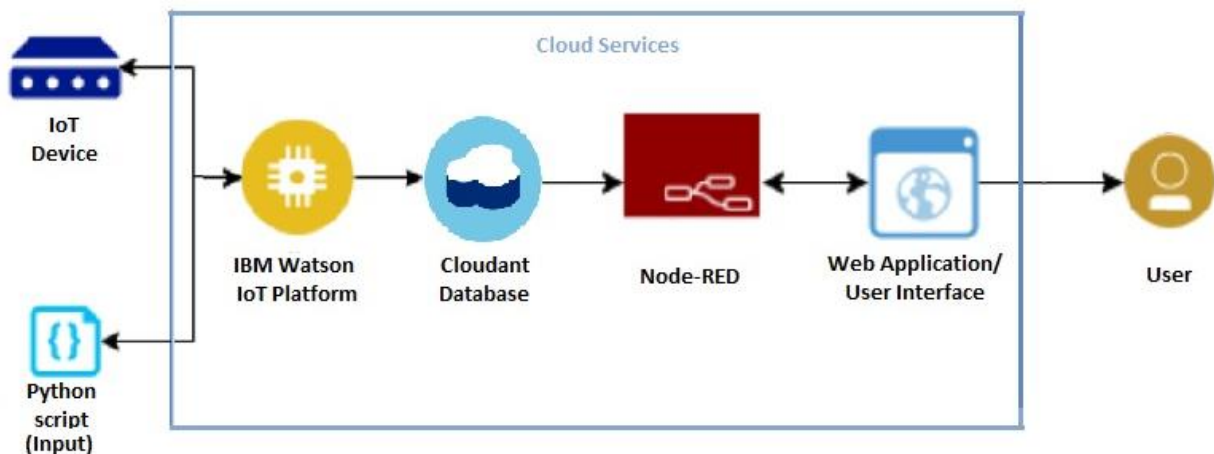 Cloud Services
IoT
Device
IBM Watson
IoT Platform
Cloudant
Database
Node-RED
Web Application/
User Interface
User
{}
Python
script
(Input)